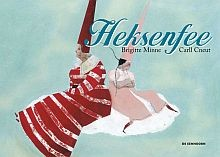 Heksenfee
Brigitte Minne Carll Cneut
DE EENHOORN